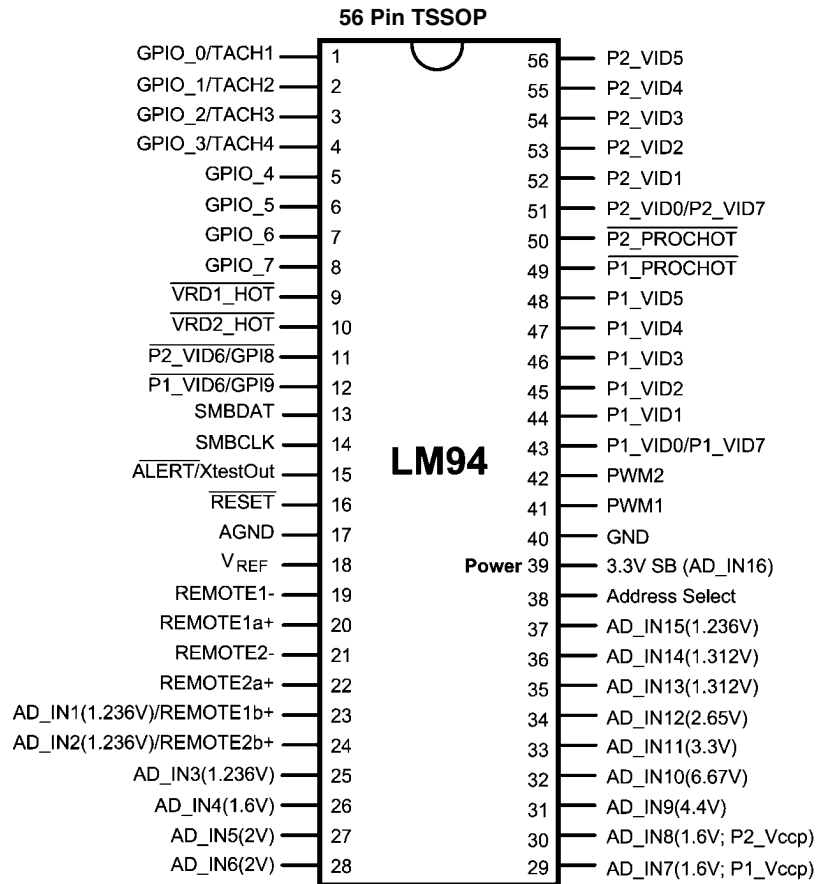 56 Pin TSSOP
GPIO_0/TACH1 1
GPIO_1/TACH2 2
GPIO_2/TACH3 3
GPIO_3/TACH4 4
GPIO_4 5
GPIO_5 6
GPIO_6 7
GPIO_7 8
VRD1_HOT 9
VRD2_HOT 10
P2_VID6/GPI8 11
P1_VID6/GPI9 12
SMBDAT 13
SMBCLK 14
ALERT/XtestOut 15
RESET 16
AGND 17
VREF 18
REMOTE1- 19
REMOTE1a+ 20
REMOTE2- 21
REMOTE2a+ 22
AD_IN1(1.236V)/REMOTE1b+ 23
AD_IN2(1.236V)/REMOTE2b+ 24
AD_IN3(1.236V) 25
AD_IN4(1.6V) 26
AD_IN5(2V) 27
AD_IN6(2V) 28
LM94
56 P2_VID5
55 P2_VID4
54 P2_VID3
53 P2_VID2
52 P2_VID1
51 P2_VID0/P2_VID7
50 P2_PROCHOT
49 P1_PROCHOT
48 P1_VID5
47 P1_VID4
46 P1_VID3
45 P1_VID2
44 P1_VID1
43 P1_VID0/P1_VID7
42 PWM2
41 PWM1
40 GND
Power 39 3.3V SB (AD_IN16)
38 Address Select
37 AD_IN15(1.236V)
36 AD_IN14(1.312V)
35 AD_IN13(1.312V)
34 AD_IN12(2.65V)
33 AD_IN11(3.3V)
32 AD_IN10(6.67V)
31 AD_IN9(4.4V)
30 AD_IN8(1.6V; P2_Vccp)
29 AD_IN7(1.6V; P1_Vccp)